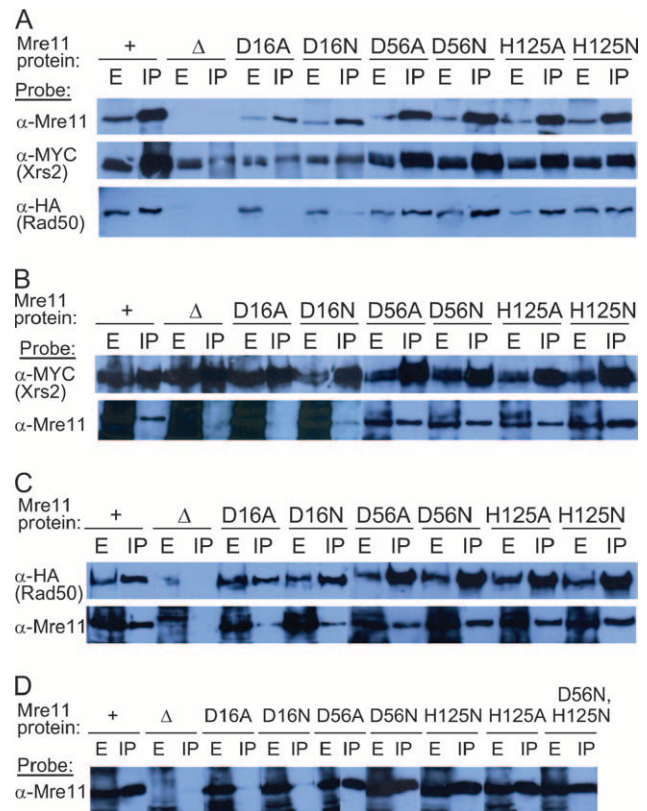 A
Mre11 protein: + Δ D16A D16N D56A D56N H125A H125N
E IP E IP E IP E IP E IP E IP E IP E IP
Probe:
α-Mre11
α-MYC
(Xrs2)
α-HA
(Rad50)
B
Mre11 protein: + Δ D16A D16N D56A D56N H125A H125N
Probe: E IP E IP E IP E IP E IP E IP E IP E IP
α-MYC
(Xrs2)
α-Mre11
C
Mre11 protein: + Δ D16A D16N D56A D56N H125A H125N
E IP E IP E IP E IP E IP E IP E IP E IP
α-HA
(Rad50)
α-Mre11
D
Mre11 protein: + Δ D16A D16N D56A D56N H125N H125A D56N, H125N
E IP E IP E IP E IP E IP E IP E IP E IP E IP
Probe:
α-Mre11